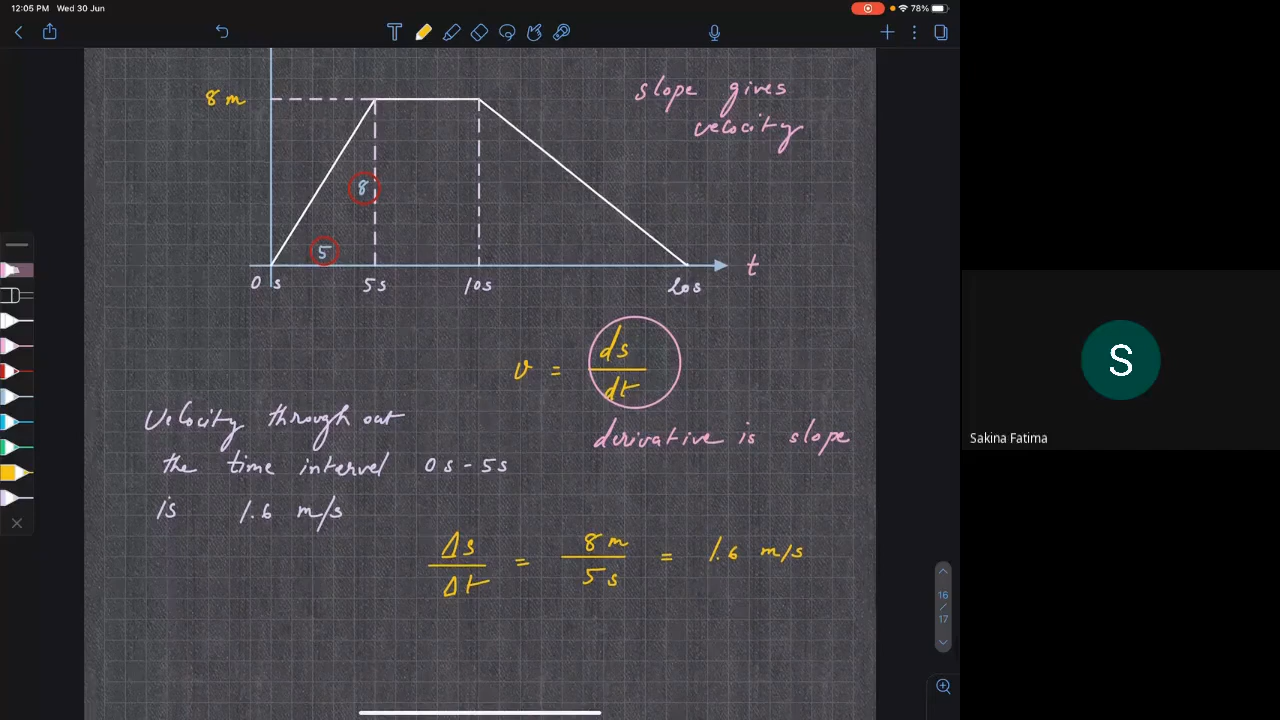 12:05 PM Wed 30 Jun
78%
8 m
slope gives
velocity
8
5
0 s
5 s
10 s
20 s
t
v = ds/dt
derivative is slope
Velocity through out
the time interval 0 s - 5 s
is 1.6 m/s
Δs/Δt = 8 m/5 s = 1.6 m/s
16
/
17
S
Sakina Fatima